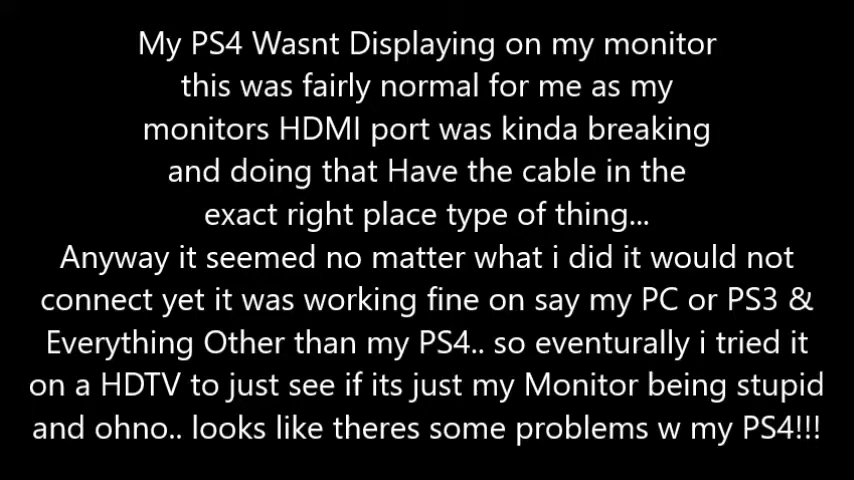 My PS4 Wasnt Displaying on my monitor
this was fairly normal for me as my
monitors HDMI port was kinda breaking
and doing that Have the cable in the
exact right place type of thing...
Anyway it seemed no matter what i did it would not
connect yet it was working fine on say my PC or PS3 &
Everything Other than my PS4.. so eventurally i tried it
on a HDTV to just see if its just my Monitor being stupid
and ohno.. looks like theres some problems w my PS4!!!